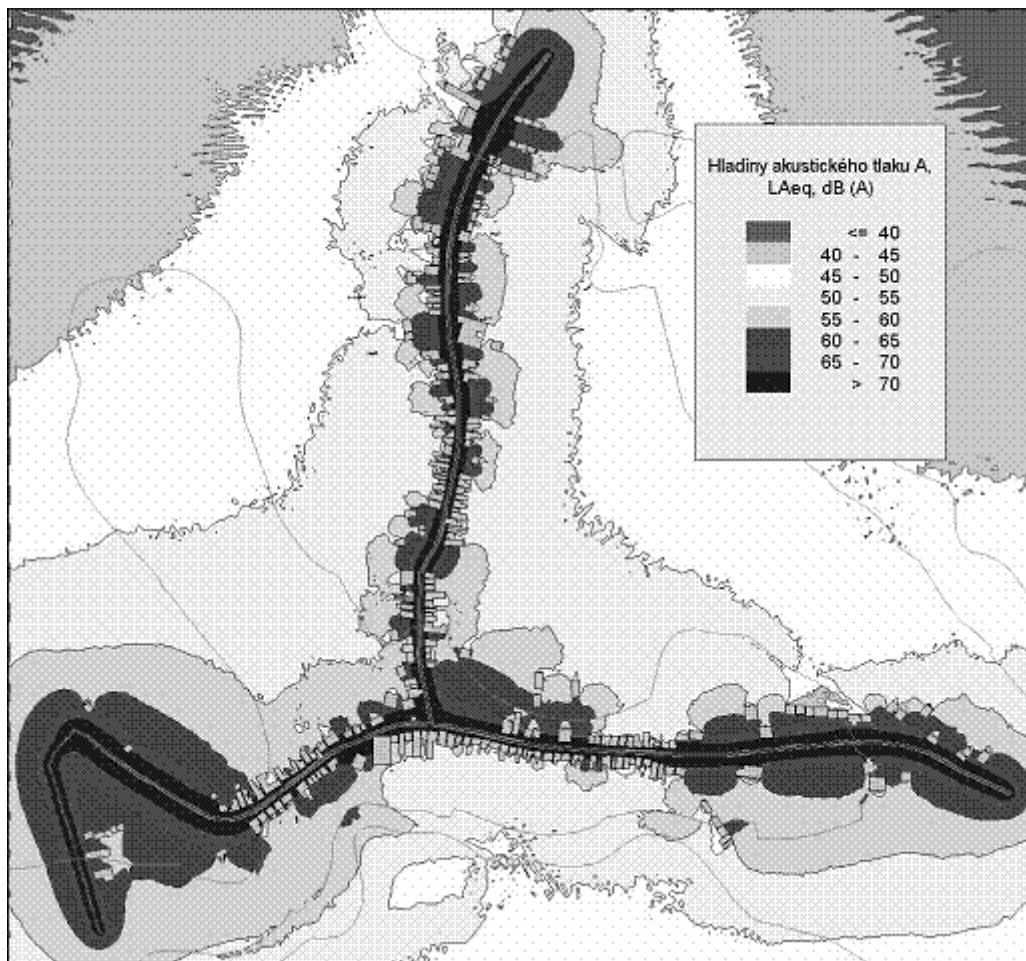 Hladiny akustického tlaku A,
LAeq, dB (A)
<= 40
40 - 45
45 - 50
50 - 55
55 - 60
60 - 65
65 - 70
> 70